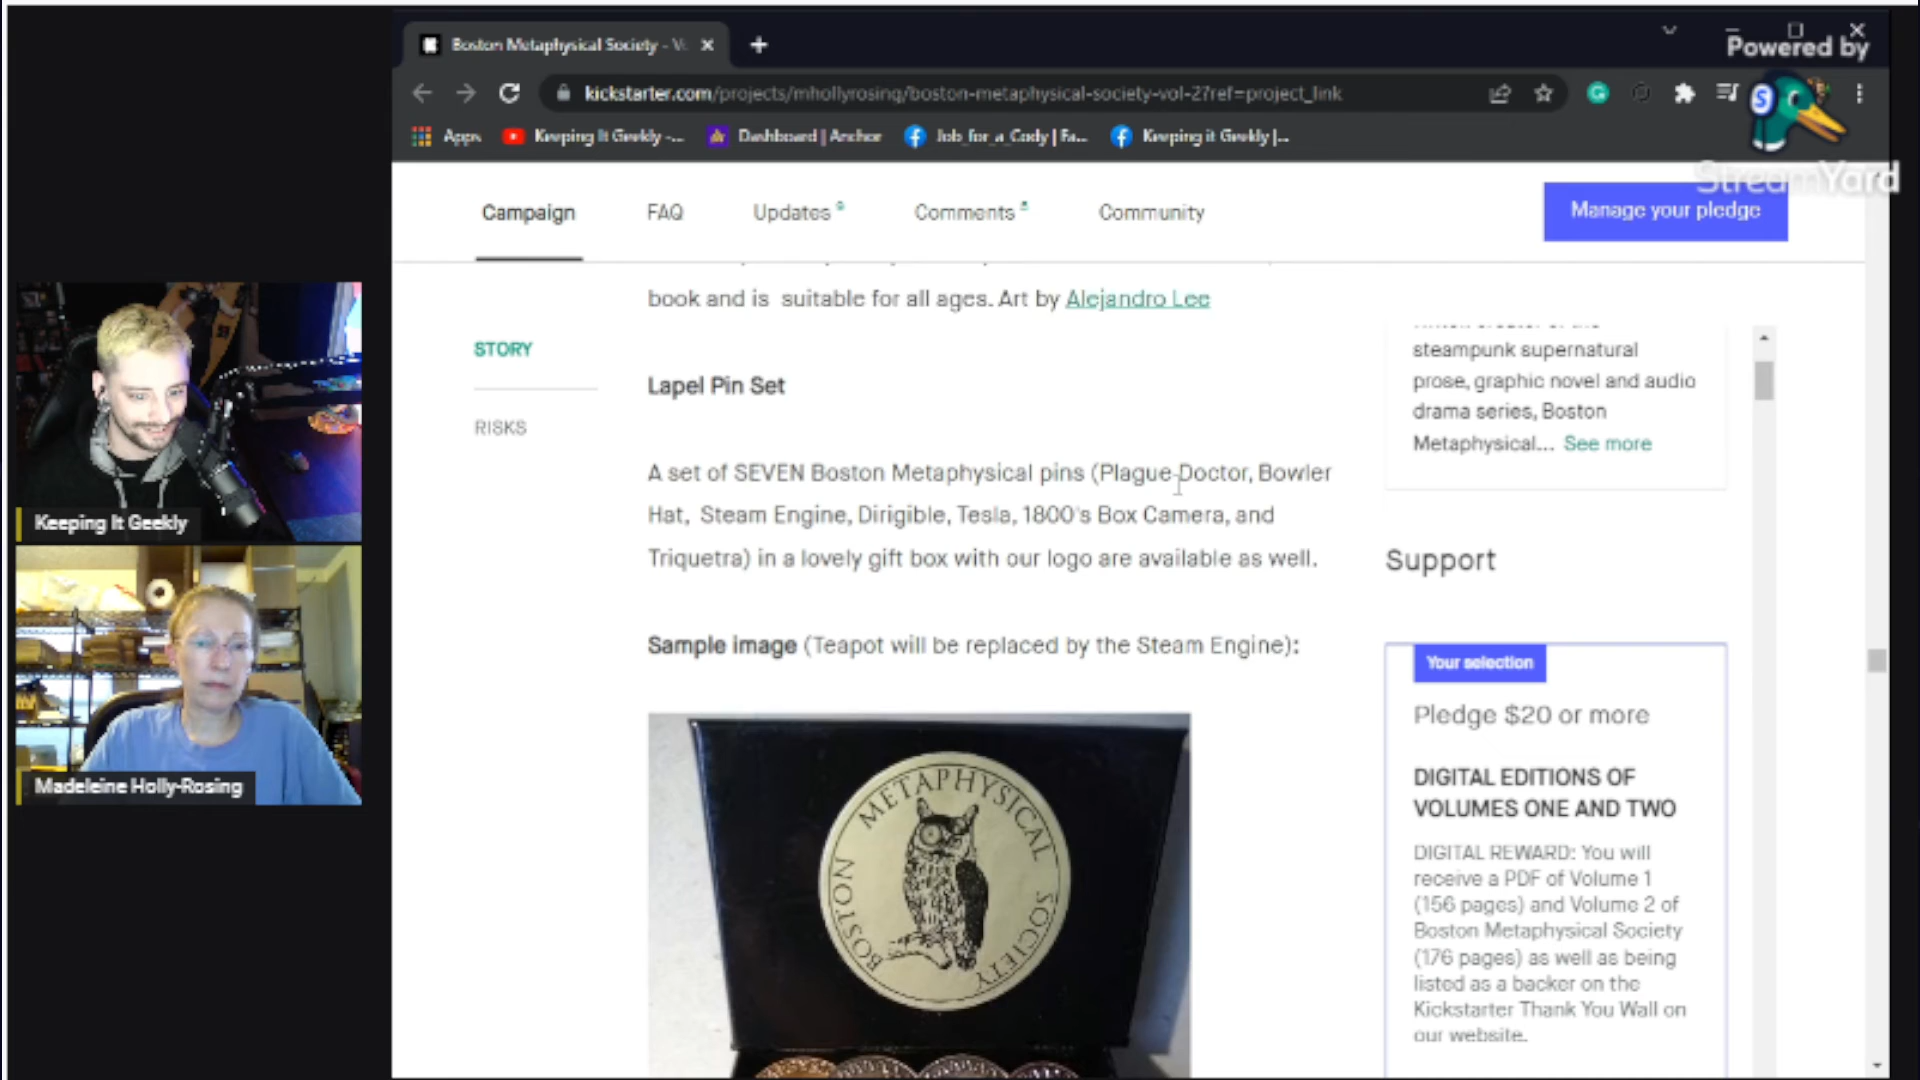 Boston Metaphysical Society -
Powered by
kickstarter.com/projects/mhollyrosing/boston-metaphysical-society-vol-2?ref=project_link
Apps
Keeping It Geekly -...
Dashboard | Anchor
Job_for_a_Cody | Fa...
Keeping it Geekly |...
StreamYard
Campaign
FAQ
Updates
Comments
Community
Manage your pledge
book and is suitable for all ages. Art by Alejandro Lee
STORY
RISKS
Lapel Pin Set
A set of SEVEN Boston Metaphysical pins (Plague Doctor, Bowler
Hat, Steam Engine, Dirigible, Tesla, 1800's Box Camera, and
Triquetra) in a lovely gift box with our logo are available as well.
Sample image (Teapot will be replaced by the Steam Engine):
BOSTON METAPHYSICAL SOCIETY
steampunk supernatural
prose, graphic novel and audio
drama series, Boston
Metaphysical... See more
Support
Your selection
Pledge $20 or more
DIGITAL EDITIONS OF
VOLUMES ONE AND TWO
DIGITAL REWARD: You will
receive a PDF of Volume 1
(156 pages) and Volume 2 of
Boston Metaphysical Society
(176 pages) as well as being
listed as a backer on the
Kickstarter Thank You Wall on
our website.
Keeping It Geekly
Madeleine Holly-Rosing